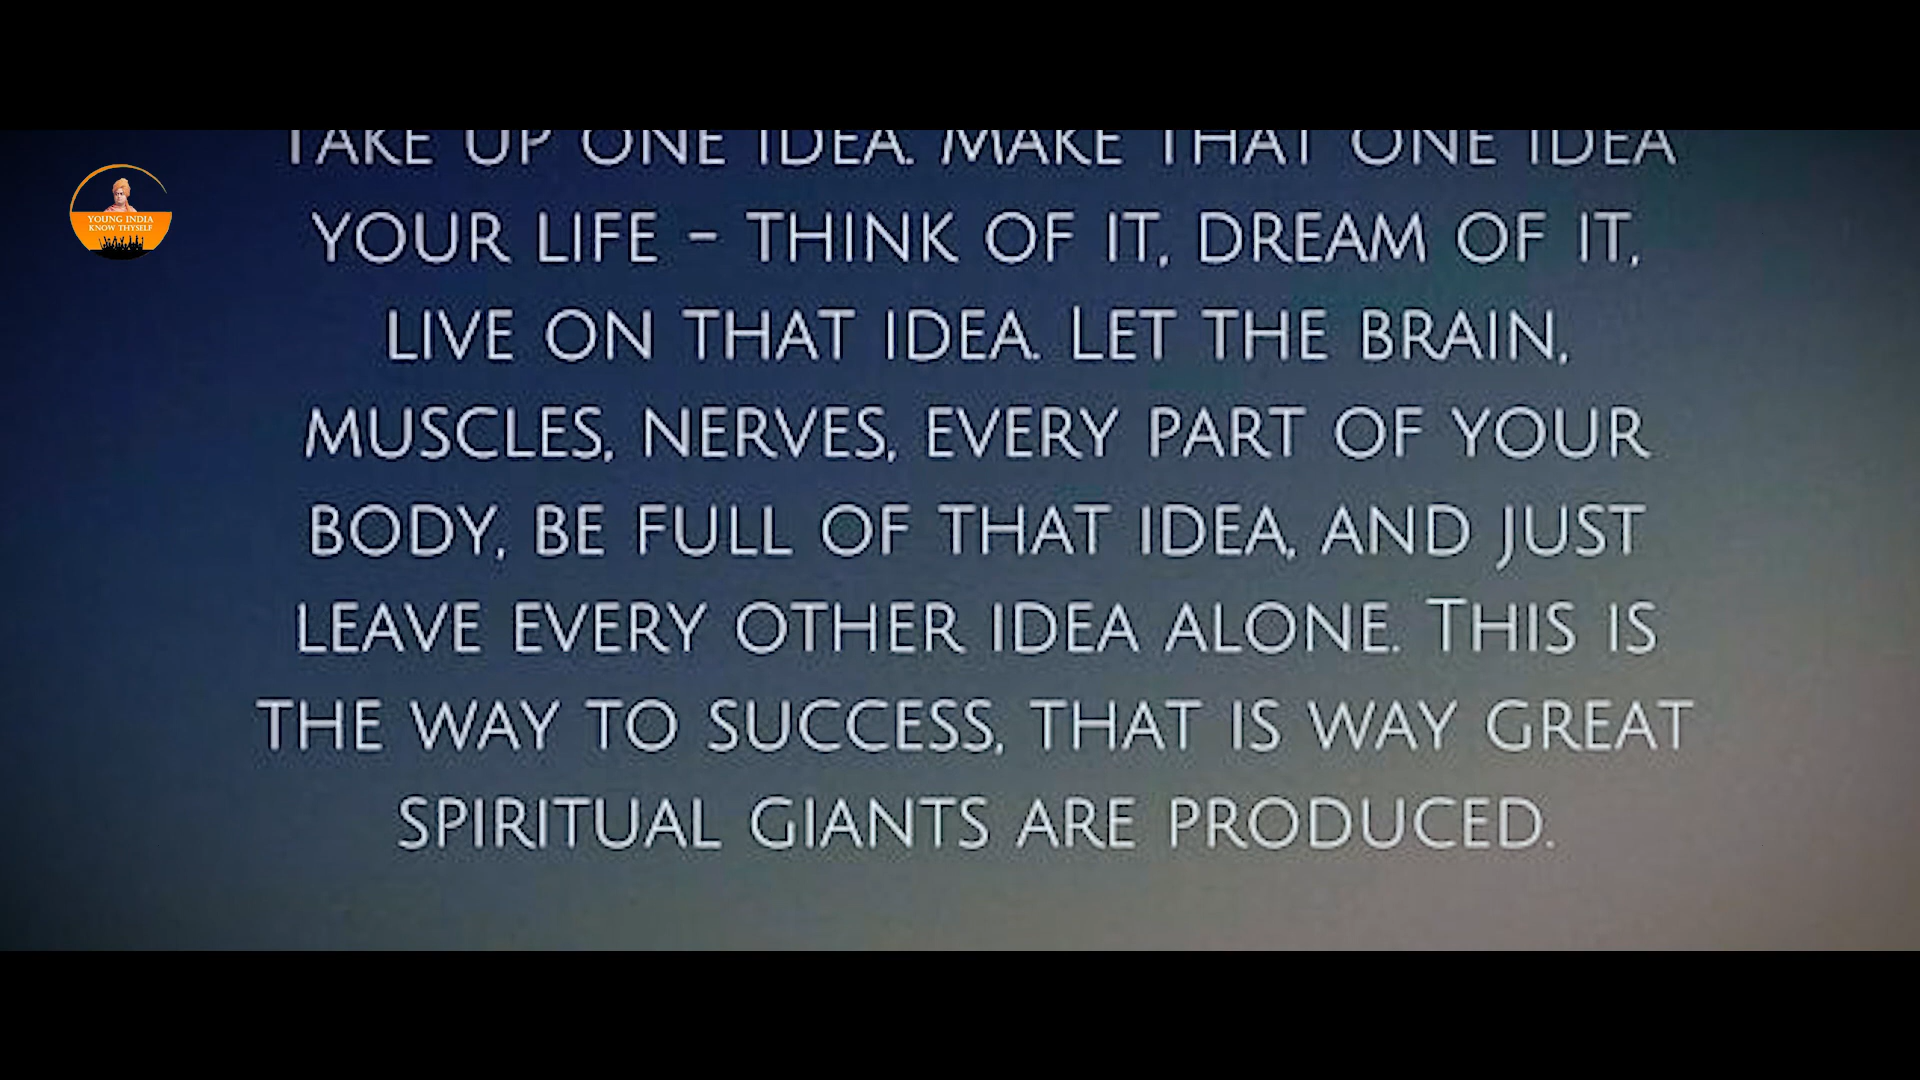 YOUNG INDIA
KNOW THYSELF
TAKE UP ONE IDEA. MAKE THAT ONE IDEA
YOUR LIFE - THINK OF IT, DREAM OF IT,
LIVE ON THAT IDEA. LET THE BRAIN,
MUSCLES, NERVES, EVERY PART OF YOUR
BODY, BE FULL OF THAT IDEA, AND JUST
LEAVE EVERY OTHER IDEA ALONE. THIS IS
THE WAY TO SUCCESS, THAT IS WAY GREAT
SPIRITUAL GIANTS ARE PRODUCED.